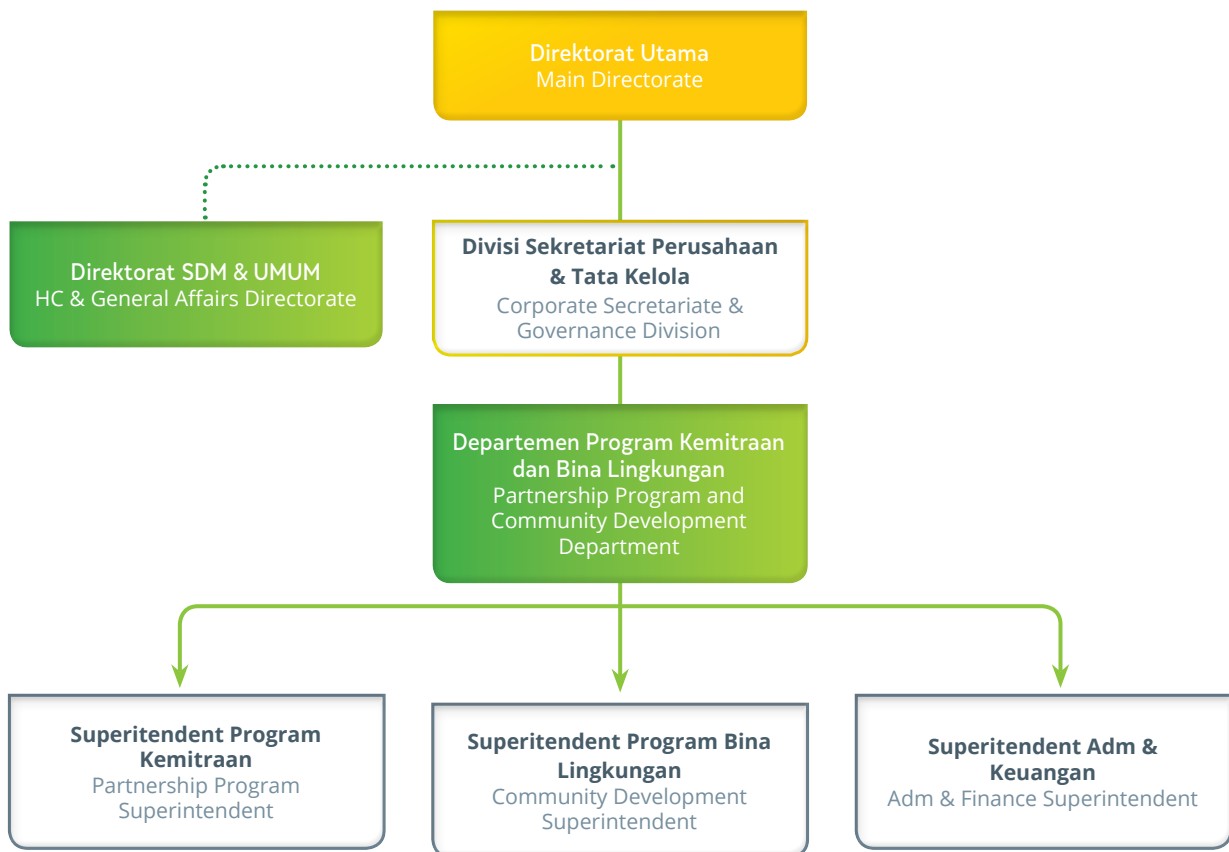 Direktorat Utama
Main Directorate
Direktorat SDM & UMUM
HC & General Affairs Directorate
Divisi Sekretariat Perusahaan
& Tata Kelola
Corporate Secretariate &
Governance Division
Departemen Program Kemitraan
dan Bina Lingkungan
Partnership Program and
Community Development
Department
Superitendent Program
Kemitraan
Partnership Program
Superintendent
Superitendent Program Bina
Lingkungan
Community Development
Superintendent
Superitendent Adm &
Keuangan
Adm & Finance Superintendent